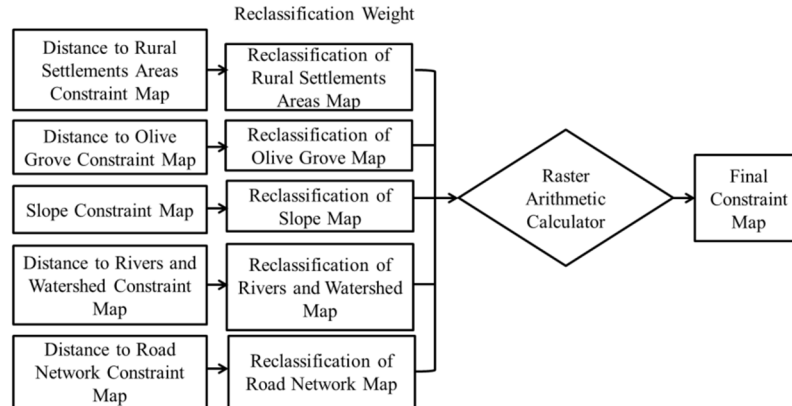 Reclassification Weight
Distance to Rural
Settlements Areas
Constraint Map
Reclassification of
Rural Settlements
Areas Map
Distance to Olive
Grove Constraint Map
Reclassification of
Olive Grove Map
Slope Constraint Map
Reclassification of
Slope Map
Distance to Rivers and
Watershed Constraint
Map
Reclassification of
Rivers and Watershed
Map
Distance to Road
Network Constraint
Map
Reclassification of
Road Network Map
Raster
Arithmetic
Calculator
Final
Constraint
Map